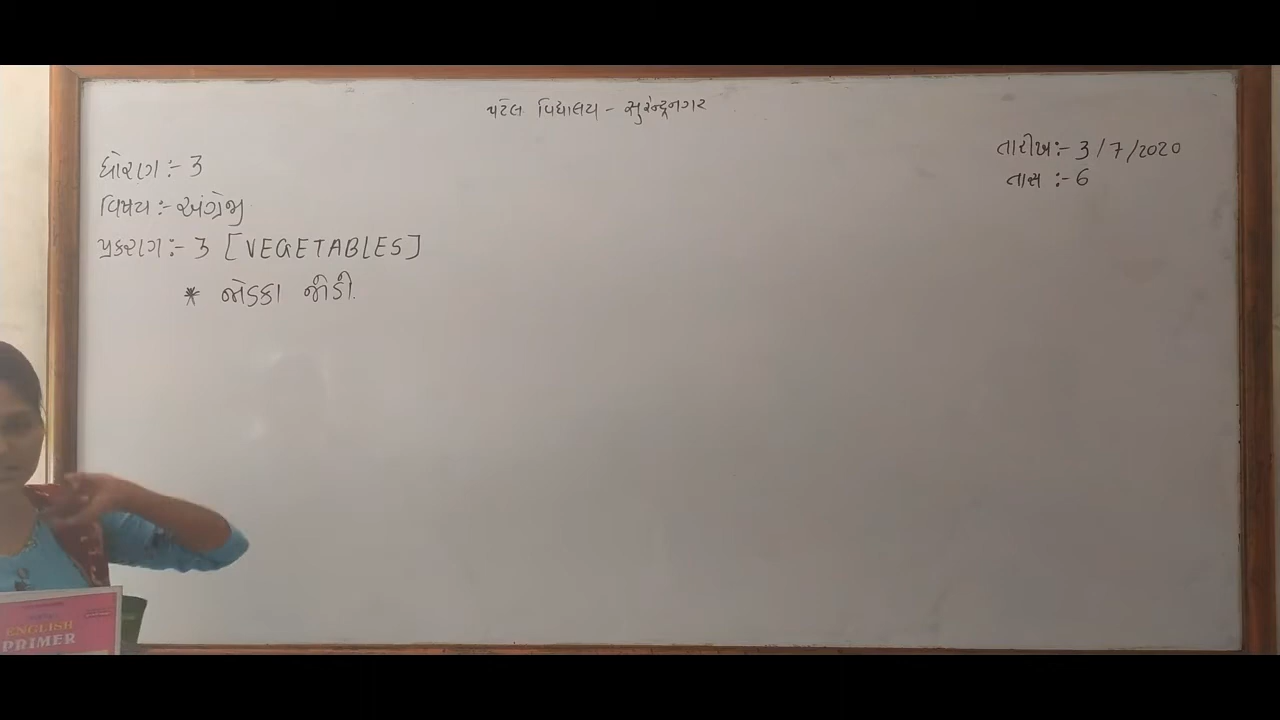 પટેલ વિદ્યાલય - સુરેન્દ્રનગર
તારીખ:- 3/7/2020
તાસ :- 6
ધોરણ :- 3
વિષય :- અંગ્રેજી
પ્રકરણ :- 3 [VEGETABLES]
* જોડકા જોડો.
ENGLISH
PRIMER